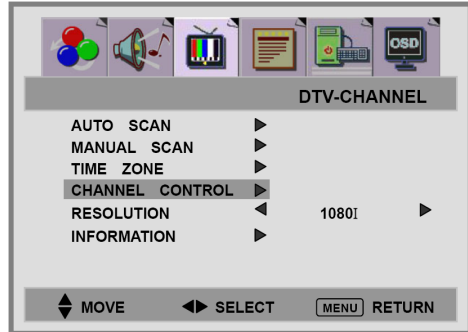 OSD
DTV-CHANNEL
AUTO SCAN
MANUAL SCAN
TIME ZONE
CHANNEL CONTROL
RESOLUTION 1080I
INFORMATION
MOVE SELECT MENU RETURN